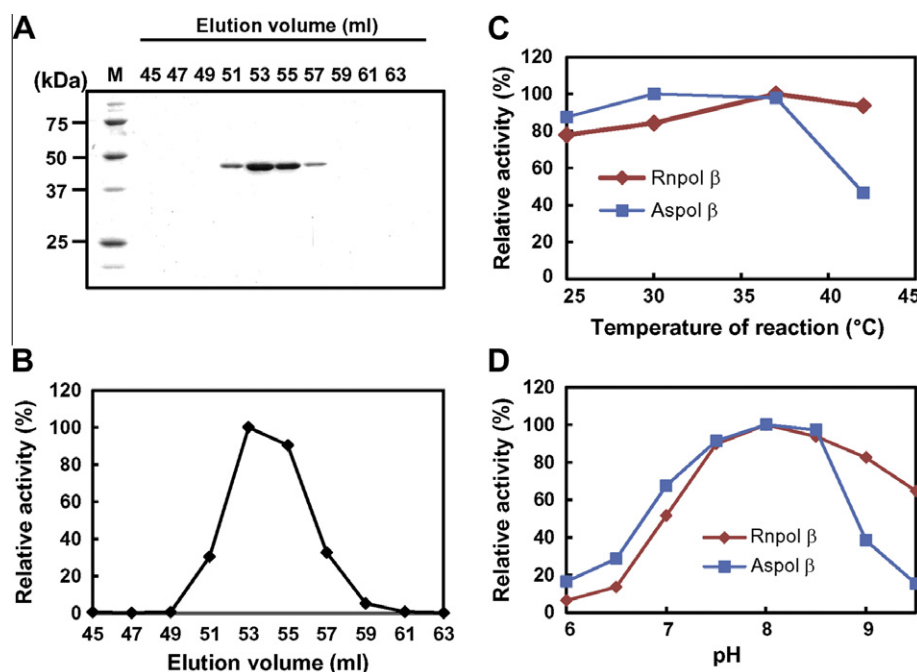 A
Elution volume (ml)
(kDa) M 45 47 49 51 53 55 57 59 61 63
75
50
37
25
B
Relative activity (%)
120
100
80
60
40
20
0
45 47 49 51 53 55 57 59 61 63
Elution volume (ml)
C
Relative activity (%)
120
100
80
60
40
20
0
Rnpol β
Aspol β
25 30 35 40 45
Temperature of reaction (°C)
D
Relative activity (%)
120
100
80
60
40
20
0
Rnpol β
Aspol β
6 7 8 9
pH